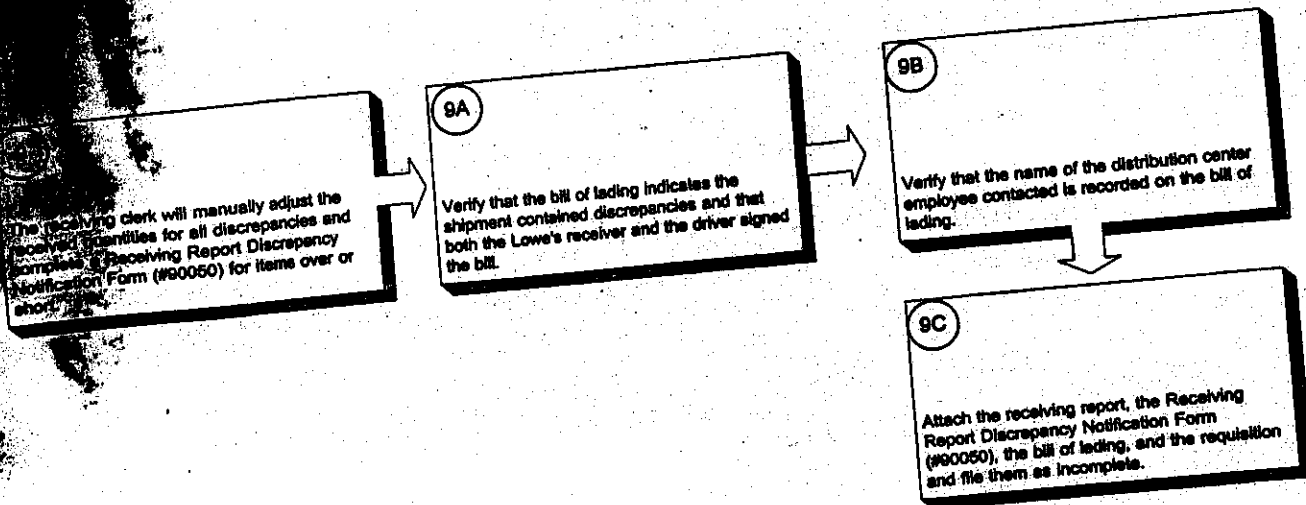 The receiving clerk will manually adjust the
received quantities for all discrepancies and
complete a Receiving Report Discrepancy
Notification Form (#90050) for items over or
short.
9A
Verify that the bill of lading indicates the
shipment contained discrepancies and that
both the Lowe's receiver and the driver signed
the bill.
9B
Verify that the name of the distribution center
employee contacted is recorded on the bill of
lading.
9C
Attach the receiving report, the Receiving
Report Discrepancy Notification Form
(#90050), the bill of lading, and the requisition
and file them as incomplete.